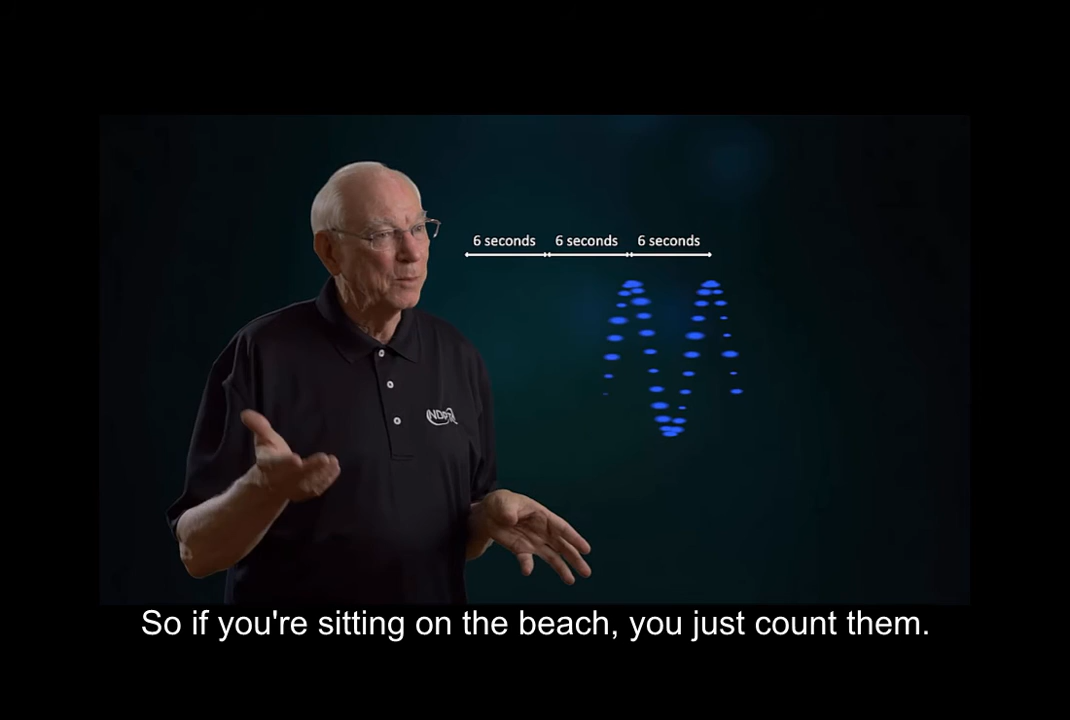 6 seconds 6 seconds 6 seconds
So if you're sitting on the beach, you just count them.